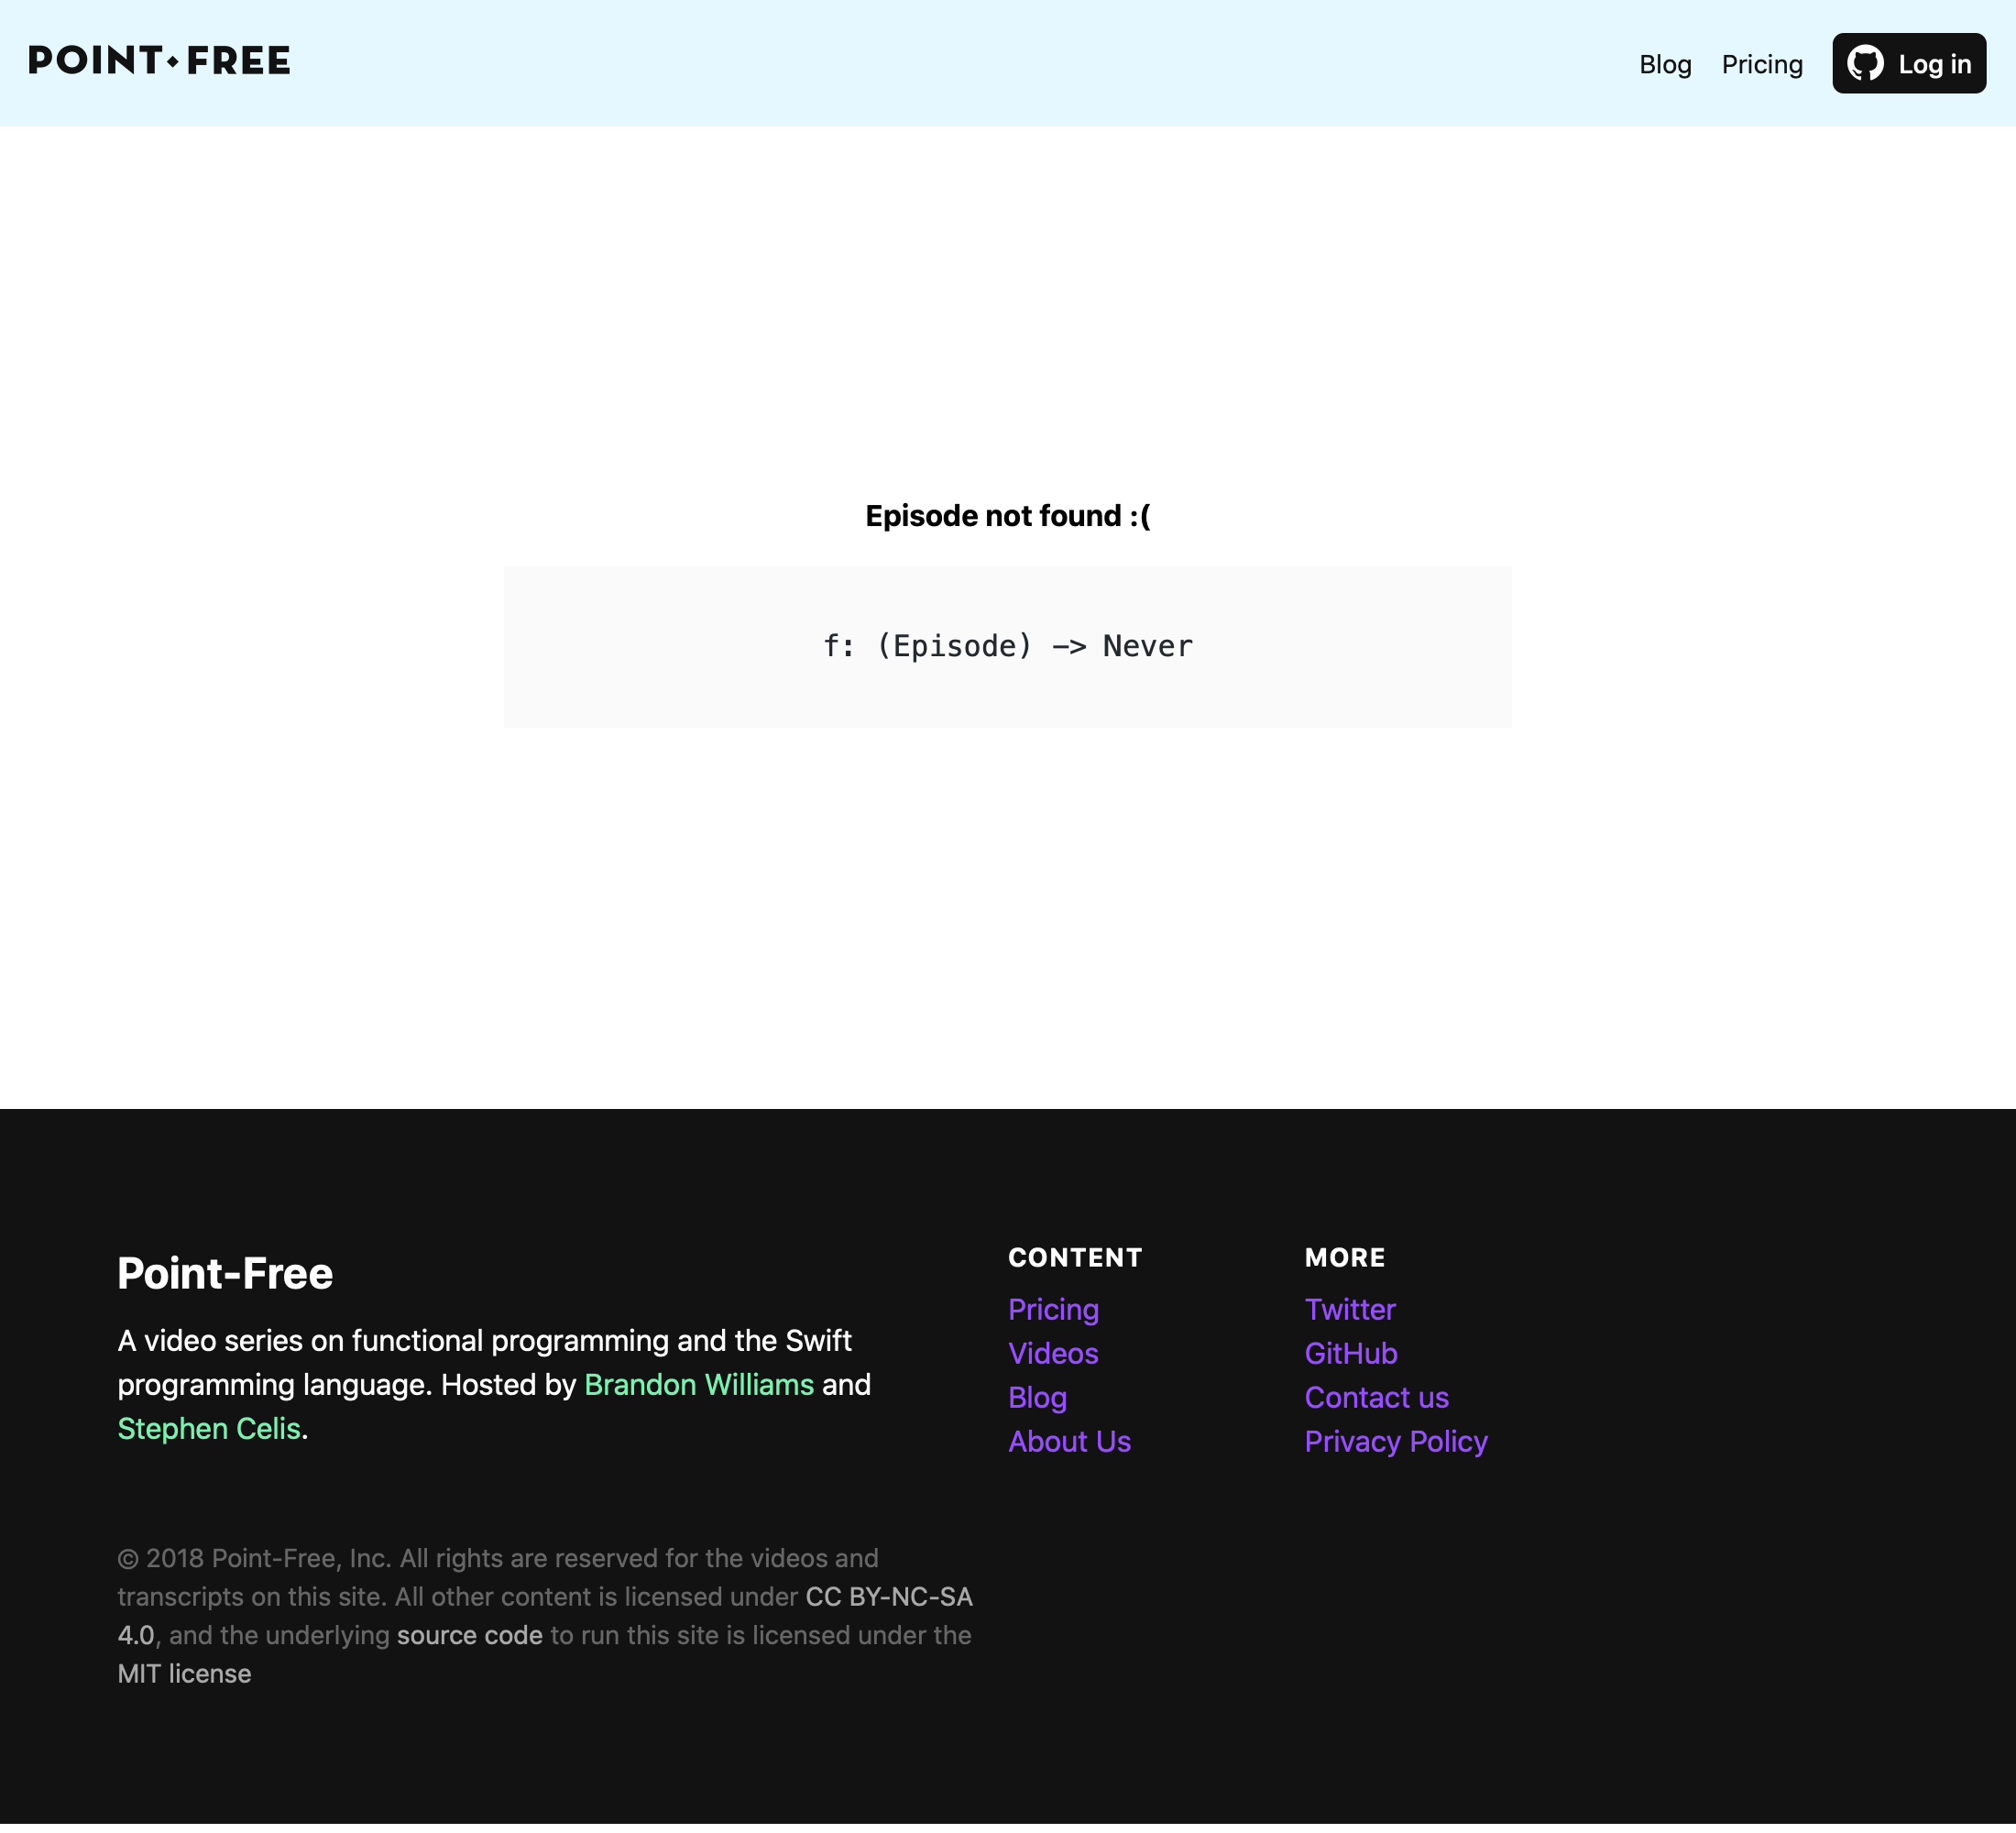 POINT•FREE
Blog
Pricing
Log in
Episode not found :(
f: (Episode) -> Never
Point-Free
A video series on functional programming and the Swift
programming language. Hosted by Brandon Williams and
Stephen Celis.
CONTENT
Pricing
Videos
Blog
About Us
MORE
Twitter
GitHub
Contact us
Privacy Policy
© 2018 Point-Free, Inc. All rights are reserved for the videos and
transcripts on this site. All other content is licensed under CC BY-NC-SA
4.0, and the underlying source code to run this site is licensed under the
MIT license